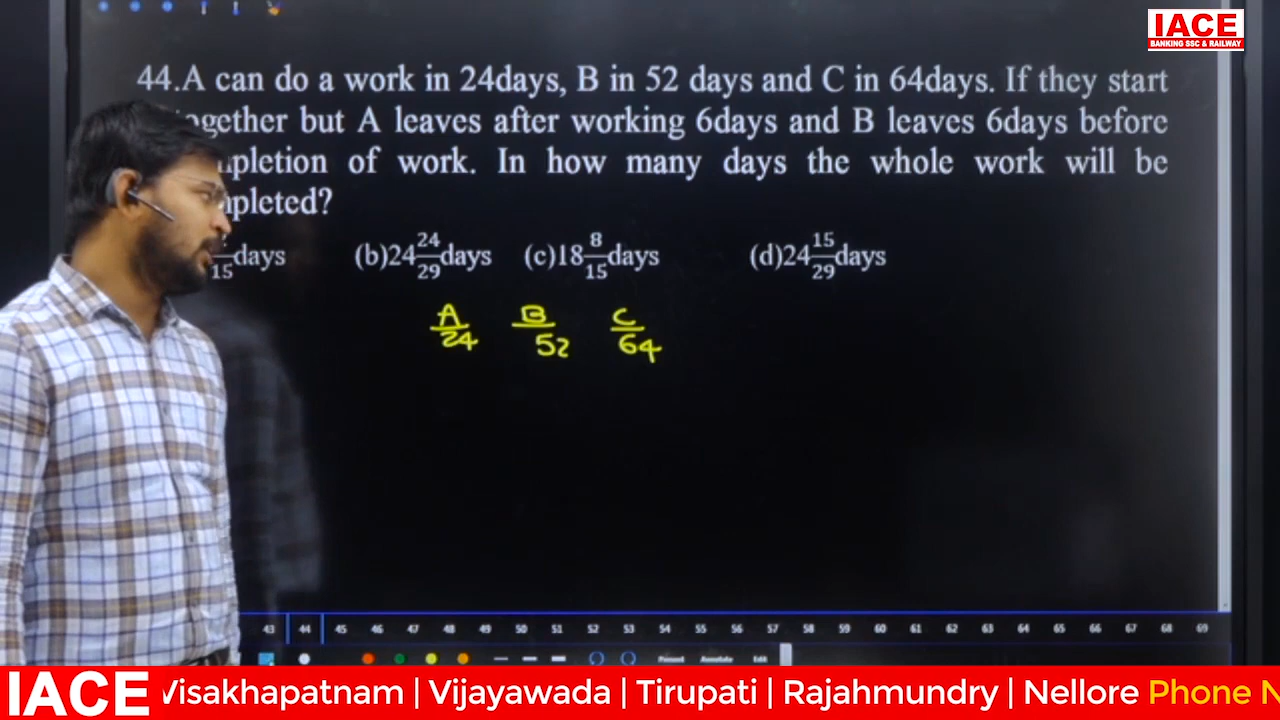 IACE
BANKING SSC & RAILWAY
44.A can do a work in 24days, B in 52 days and C in 64days. If they start
together but A leaves after working 6days and B leaves 6days before
of work. In how many days the whole work will be
15 days (b)24 24/29 days (c)18 8/15 days (d)24 15/29 days
A B C
24 52 64
43 44 45 46 47 48 49 50 51 52 53 54 55 56 57 58 59 60 61 62 63 64 65 66 67 68 69
IACE Visakhapatnam | Vijayawada | Tirupati | Rajahmundry | Nellore Phone